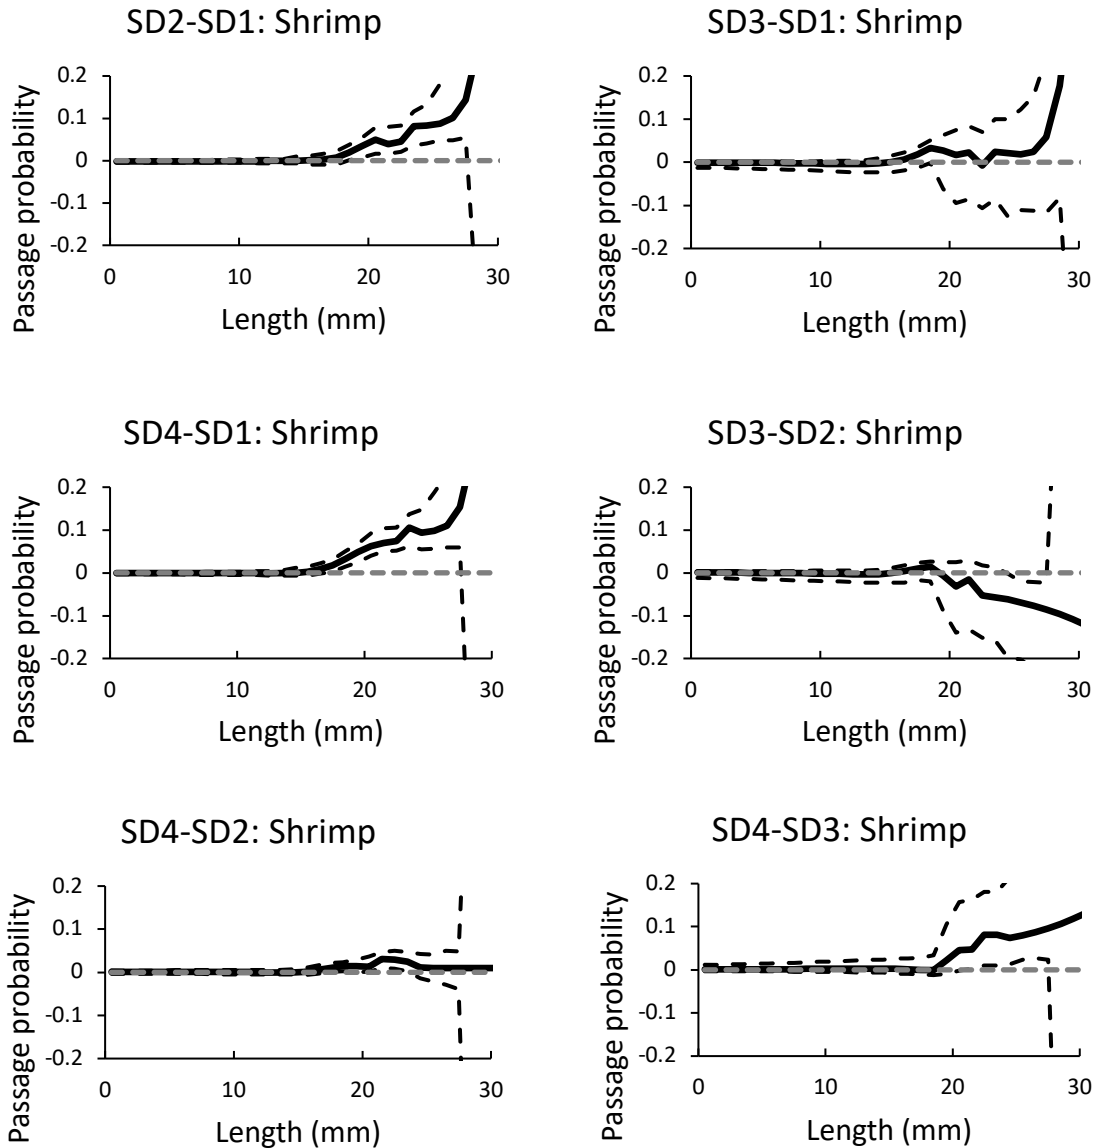 SD2-SD1: Shrimp
Passage probability
0.2
0.1
0
-0.1
-0.2
0 10 20 30
Length (mm)
SD3-SD1: Shrimp
Passage probability
0.2
0.1
0
-0.1
-0.2
0 10 20 30
Length (mm)
SD4-SD1: Shrimp
Passage probability
0.2
0.1
0
-0.1
-0.2
0 10 20 30
Length (mm)
SD3-SD2: Shrimp
Passage probability
0.2
0.1
0
-0.1
-0.2
0 10 20 30
Length (mm)
SD4-SD2: Shrimp
Passage probability
0.2
0.1
0
-0.1
-0.2
0 10 20 30
Length (mm)
SD4-SD3: Shrimp
Passage probability
0.2
0.1
0
-0.1
-0.2
0 10 20 30
Length (mm)